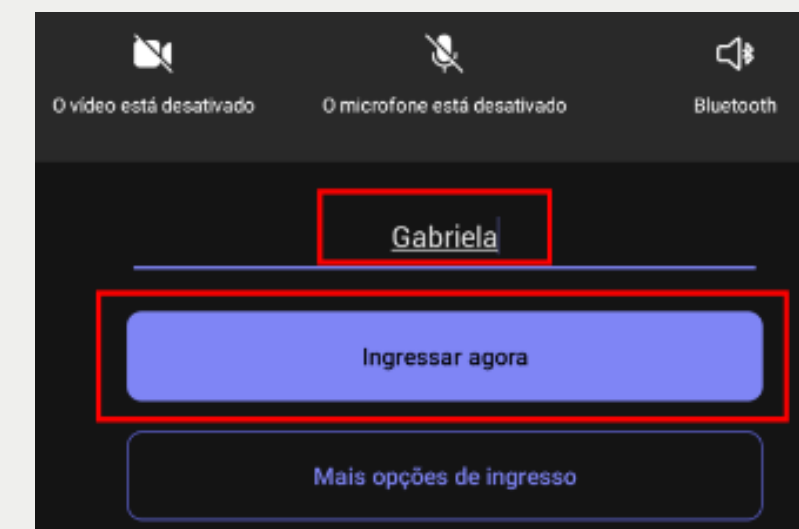 O vídeo está desativado
O microfone está desativado
Bluetooth
Gabriela
Ingressar agora
Mais opções de ingresso